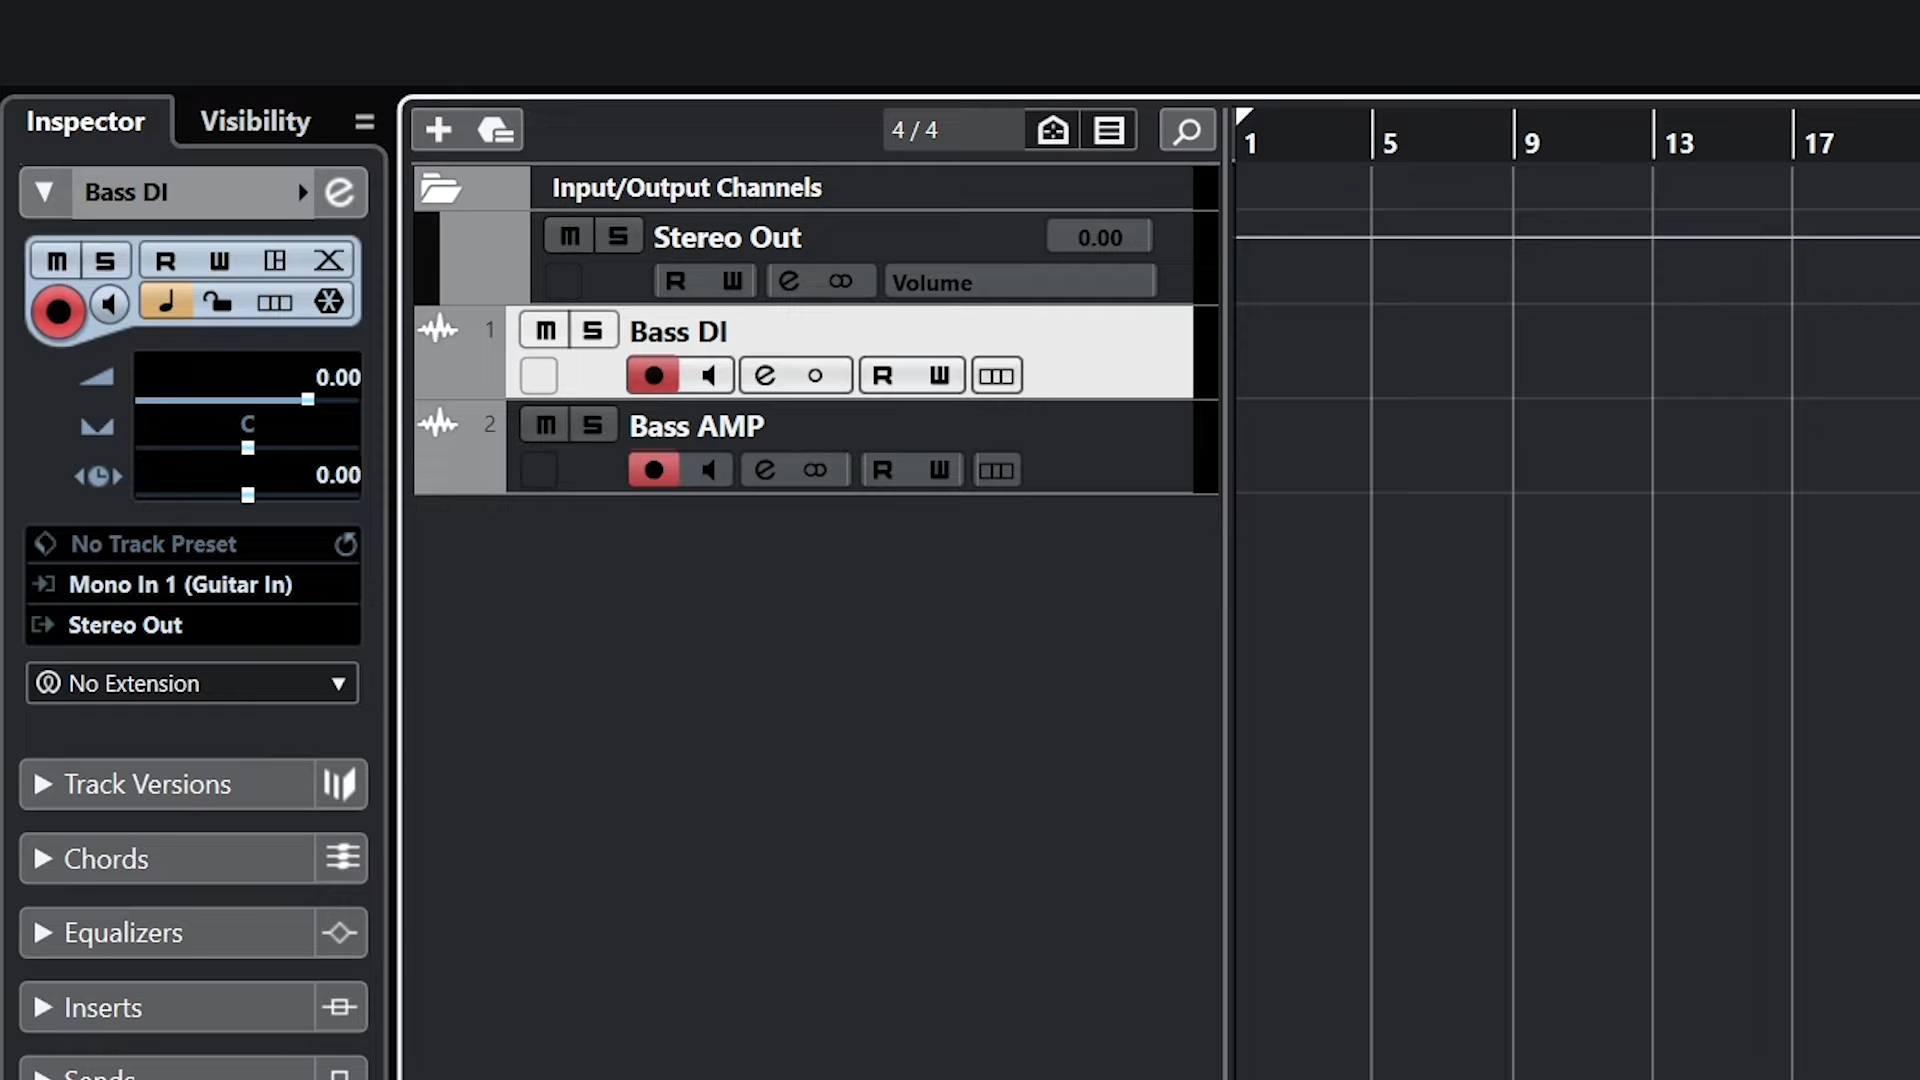 Inspector
Visibility
Bass DI
M S R W
0.00
C
0.00
No Track Preset
Mono In 1 (Guitar In)
Stereo Out
No Extension
Track Versions
Chords
Equalizers
Inserts
Sends
4 / 4
Input/Output Channels
M S Stereo Out 0.00
R W Volume
1 M S Bass DI
R W
2 M S Bass AMP
R W
1 5 9 13 17